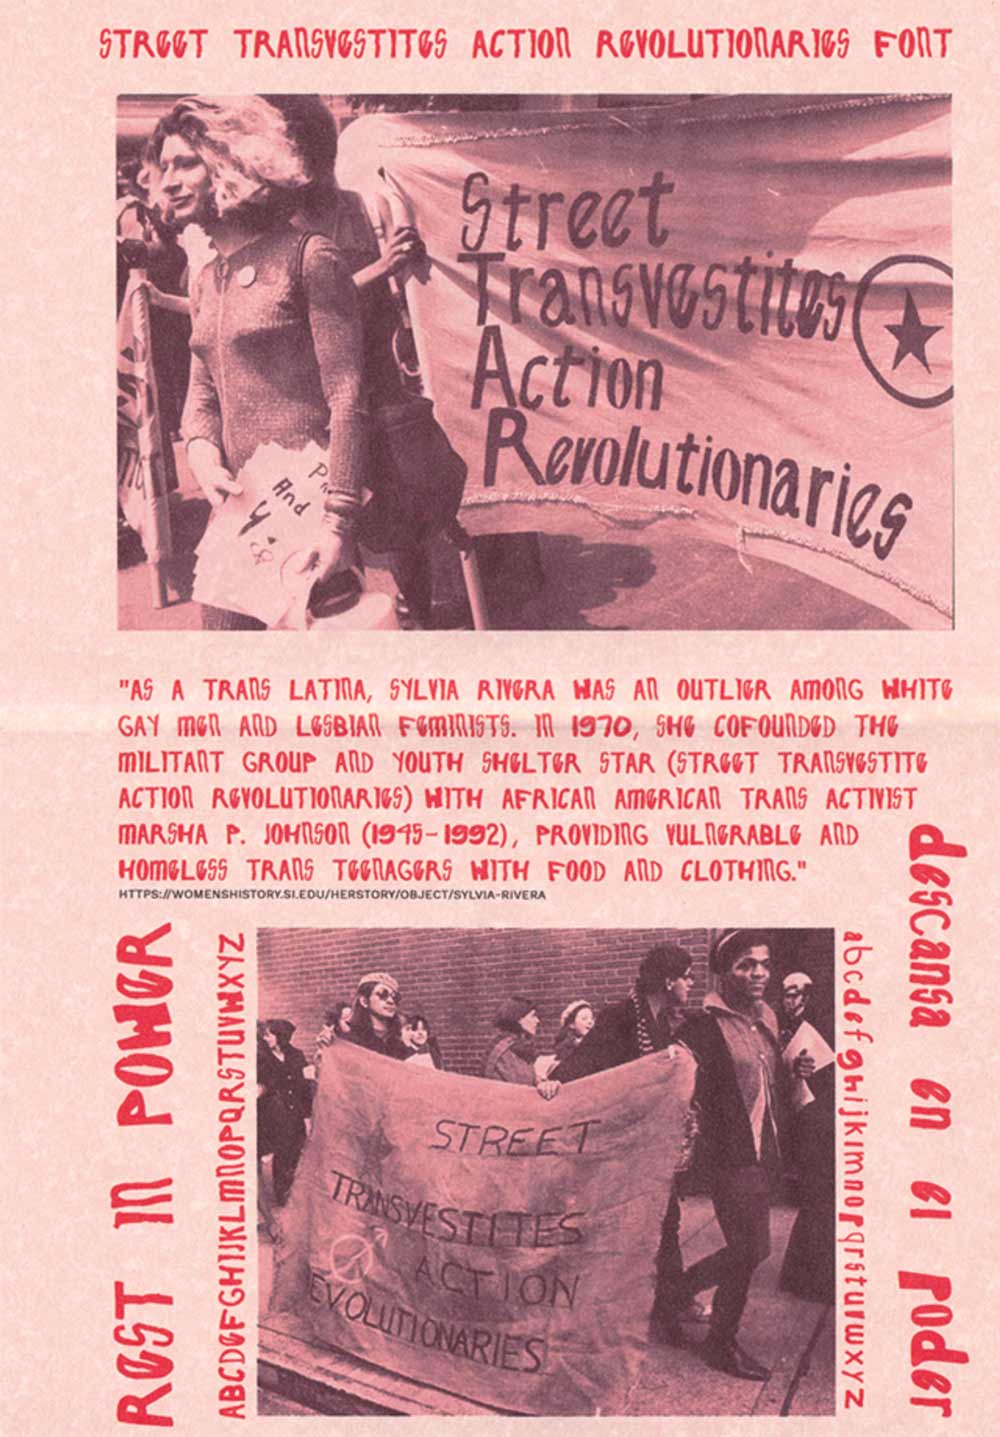 STREET TRANSVESTITES ACTION REVOLUTIONARIES FONT
Street
Transvestites
Action
Revolutionaries
And
"AS A TRANS LATINA, SYLVIA RIVERA WAS AN OUTLIER AMONG WHITE
GAY MEN AND LESBIAN FEMINISTS. IN 1970, SHE COFOUNDED THE
MILITANT GROUP AND YOUTH SHELTER STAR (STREET TRANSVESTITE
ACTION REVOLUTIONARIES) WITH AFRICAN AMERICAN TRANS ACTIVIST
MARSHA P. JOHNSON (1945-1992), PROVIDING VULNERABLE AND
HOMELESS TRANS TEENAGERS WITH FOOD AND CLOTHING."
HTTPS://WOMENSHISTORY.SI.EDU/HERSTORY/OBJECT/SYLVIA-RIVERA
REST IN POWER
ABCDEFGHIJKLMNOPQRSTUVWXYZ
STREET
TRANSVESTITES
ACTION
EVOLUTIONARIES
abcdefghijklmnopqrstuvwxyz
descansa en el poder